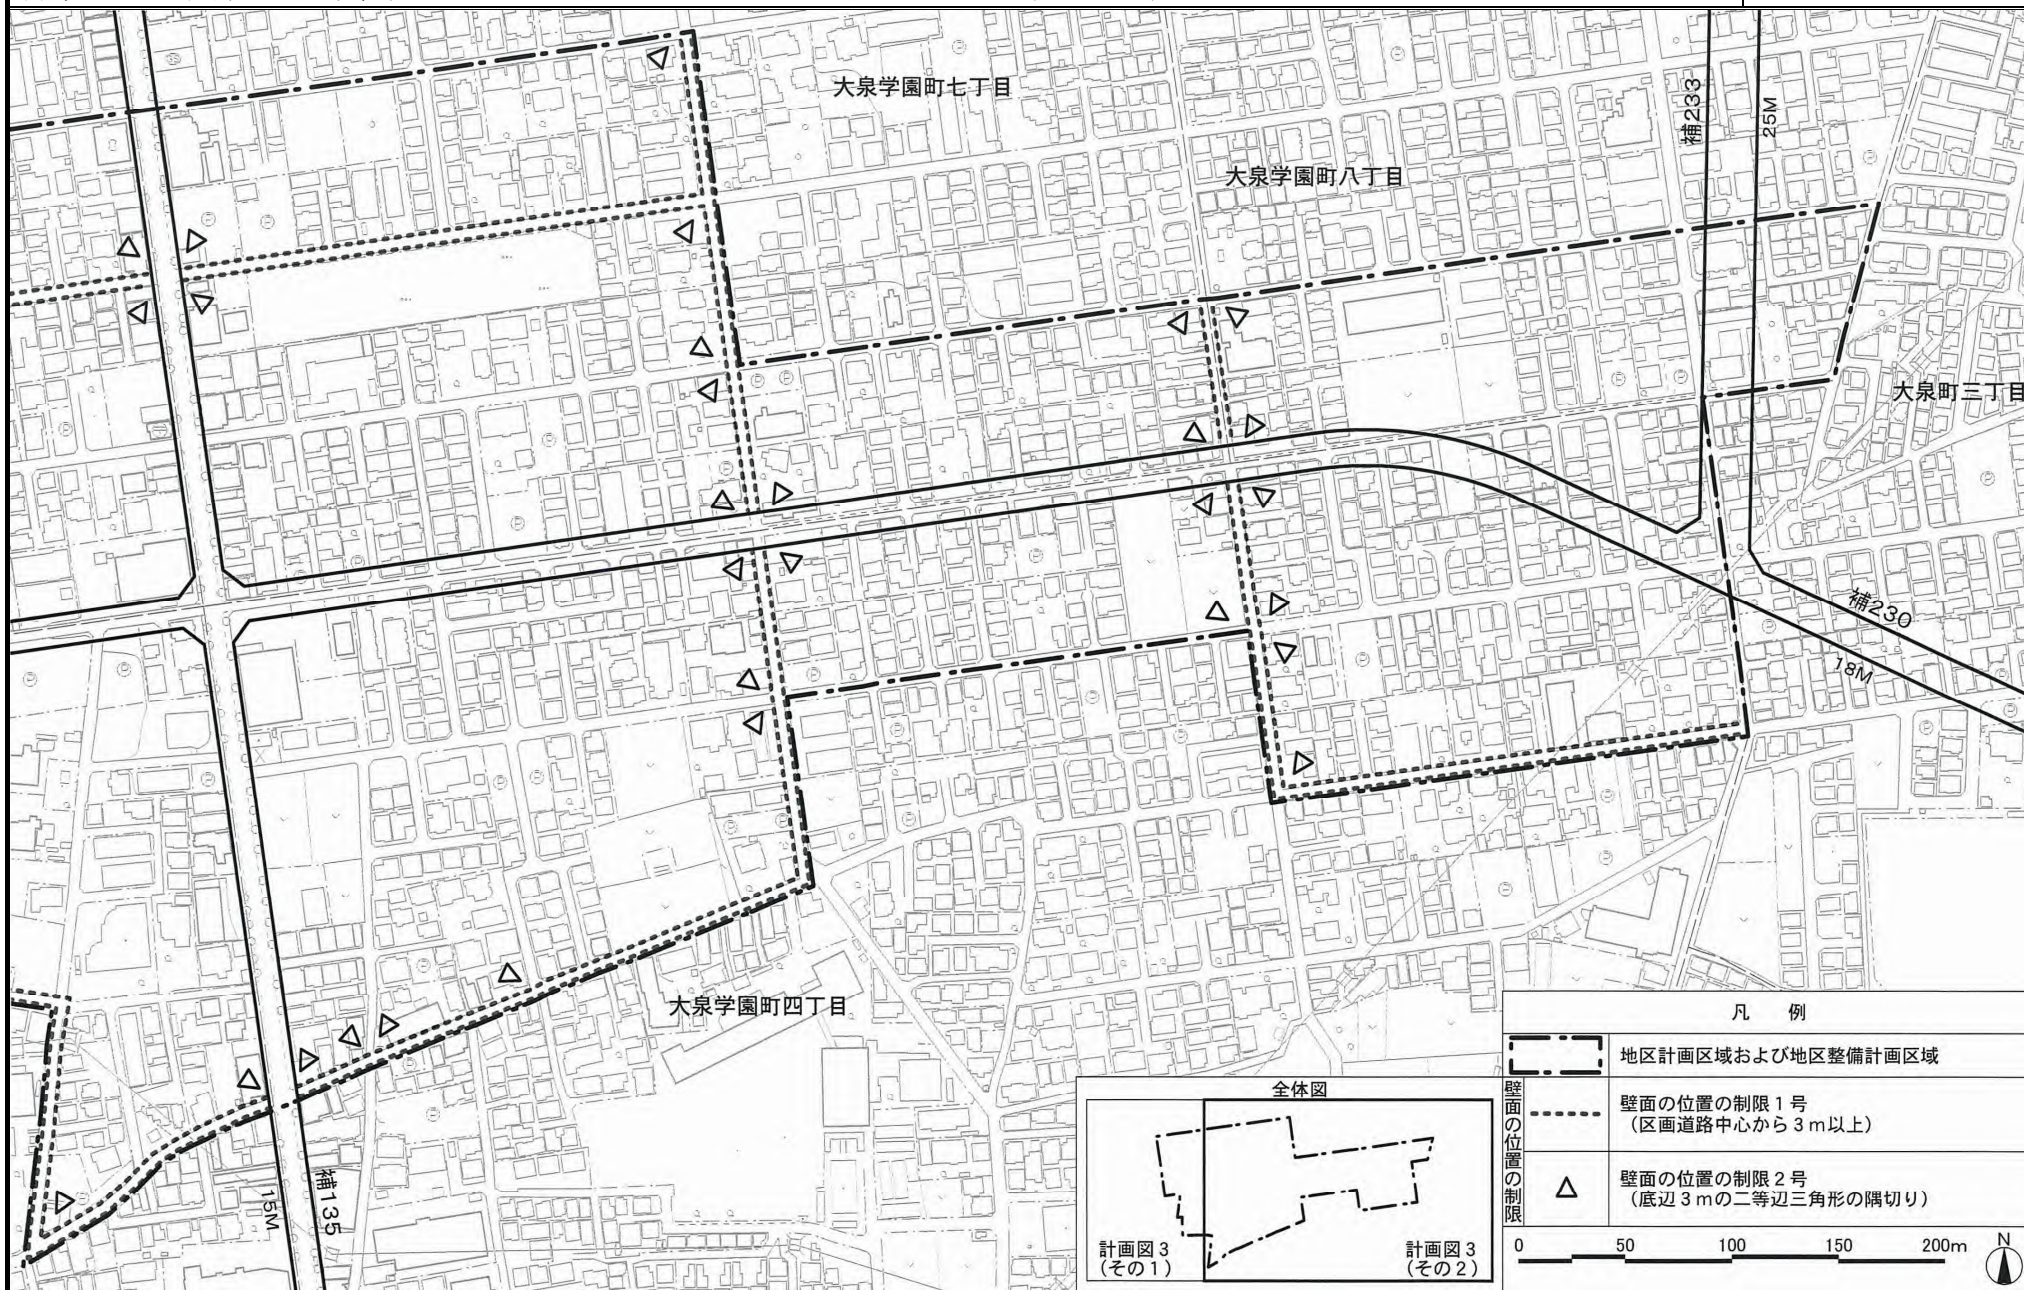 大泉学園町七丁目
大泉学園町八丁目
補233
25M
大泉町三丁目
補230
18M
大泉学園町四丁目
15M
補135
全体図
計画図3
(その1)
計画図3
(その2)
凡 例
地区計画区域および地区整備計画区域
壁面の位置の制限
壁面の位置の制限1号
(区画道路中心から3m以上)
壁面の位置の制限2号
(底辺3mの二等辺三角形の隅切り)
0 50 100 150 200m
N